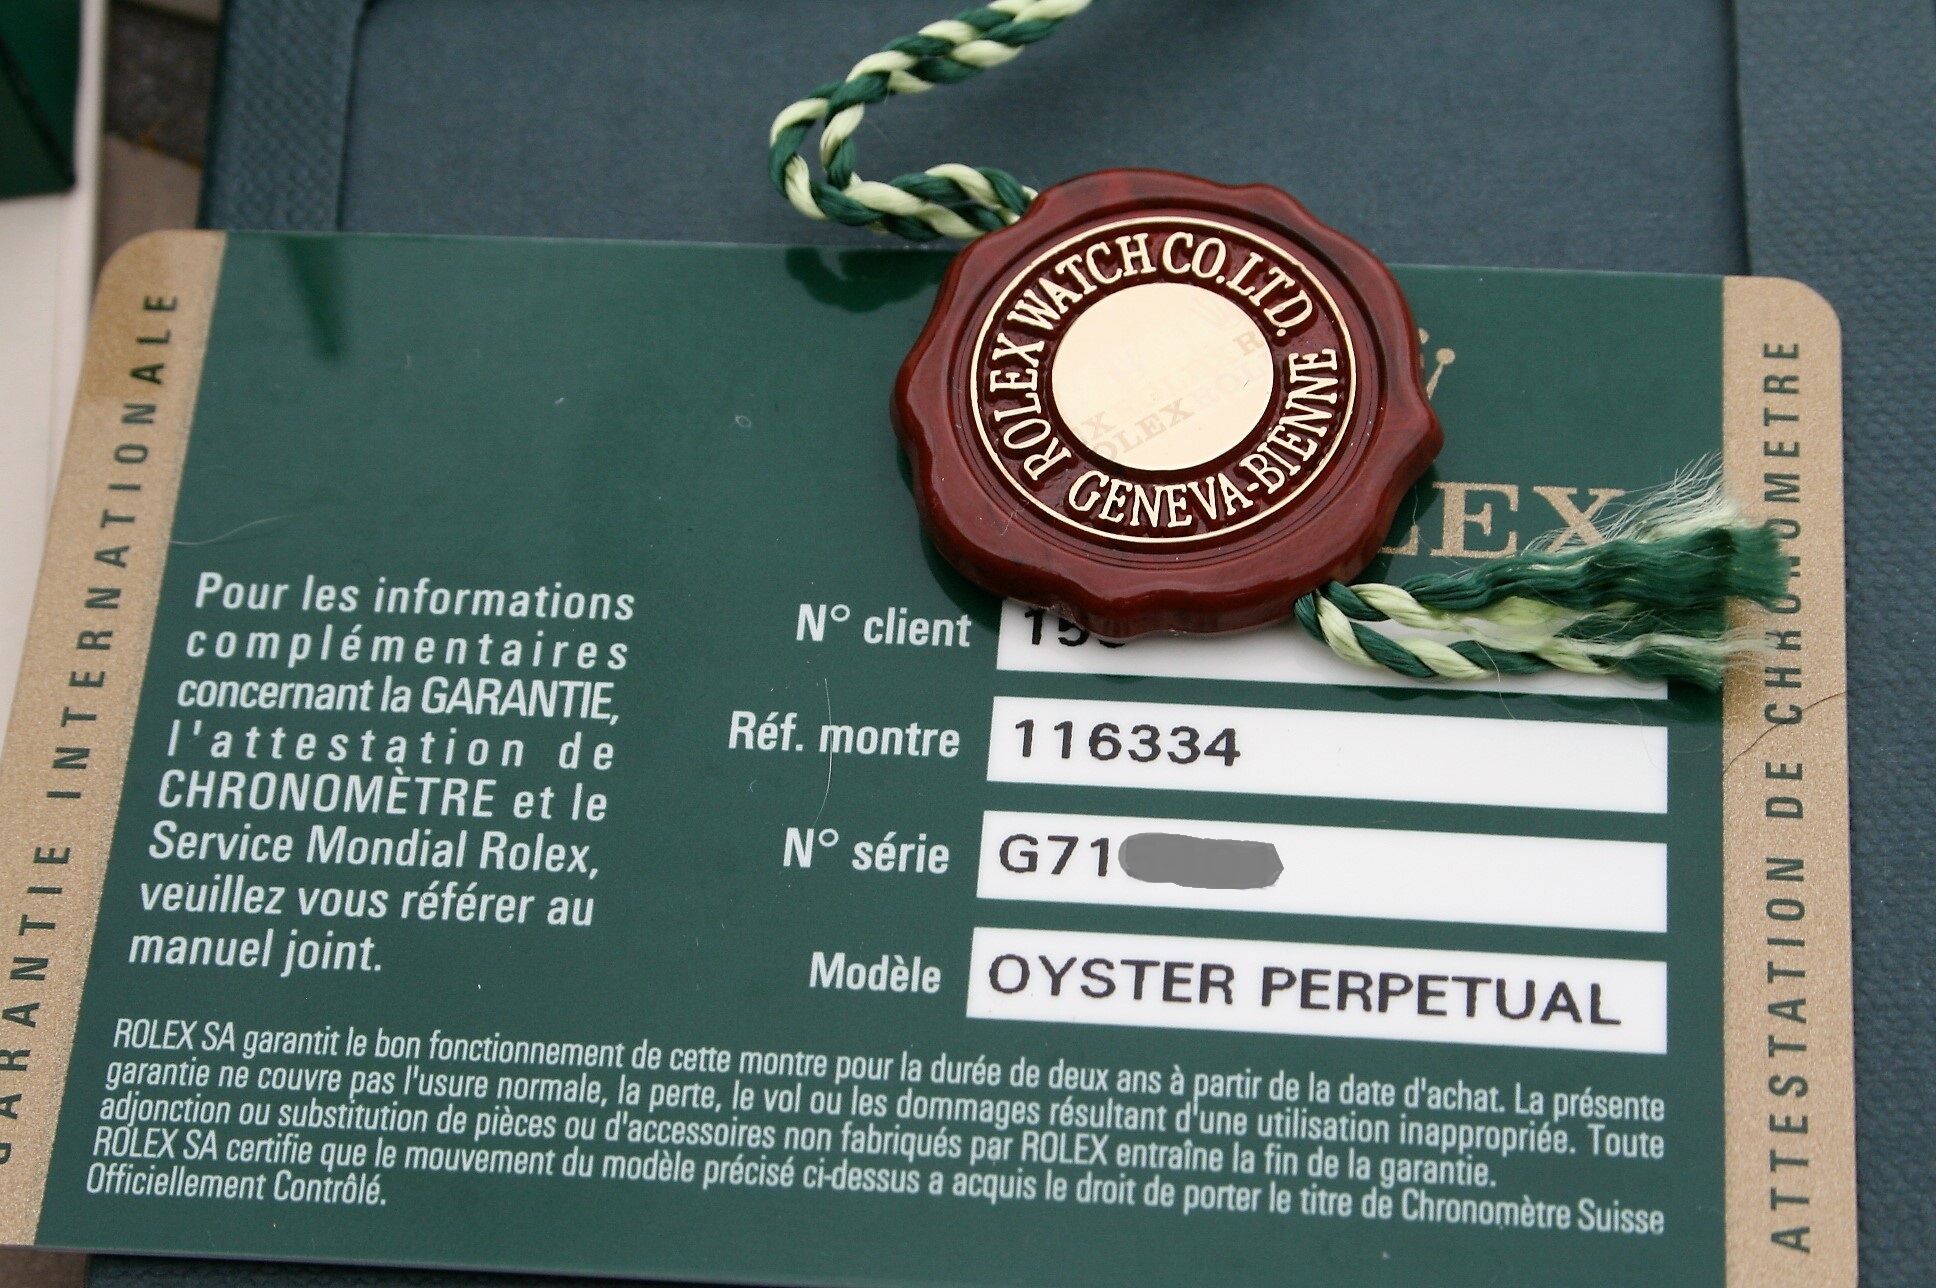 ROLEX WATCH CO. LTD.
GENEVA-BIENNE
GARANTIE INTERNATIONALE
Pour les informations
complémentaires
concernant la GARANTIE,
l'attestation de
CHRONOMÈTRE et le
Service Mondial Rolex,
veuillez vous référer au
manuel joint.
N° client
Réf. montre 116334
N° série G71
Modèle OYSTER PERPETUAL
ROLEX SA garantit le bon fonctionnement de cette montre pour la durée de deux ans à partir de la date d'achat. La présente
garantie ne couvre pas l'usure normale, la perte, le vol ou les dommages résultant d'une utilisation inappropriée. Toute
adjonction ou substitution de pièces ou d'accessoires non fabriqués par ROLEX entraîne la fin de la garantie.
ROLEX SA certifie que le mouvement du modèle précisé ci-dessus a acquis le droit de porter le titre de Chronomètre Suisse
Officiellement Contrôlé.
ATTESTATION DE CHRONOMETRE